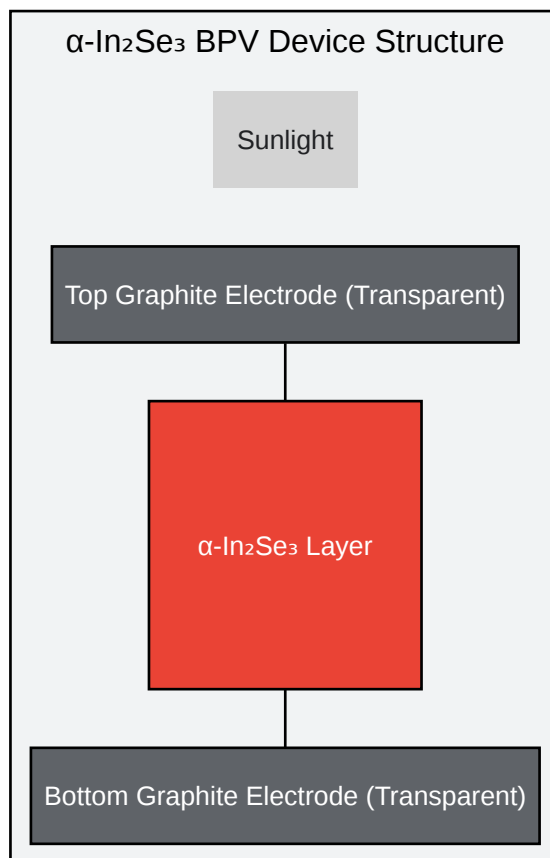 α-In₂Se₃ BPV Device Structure
Sunlight
Top Graphite Electrode (Transparent)
α-In₂Se₃ Layer
Bottom Graphite Electrode (Transparent)